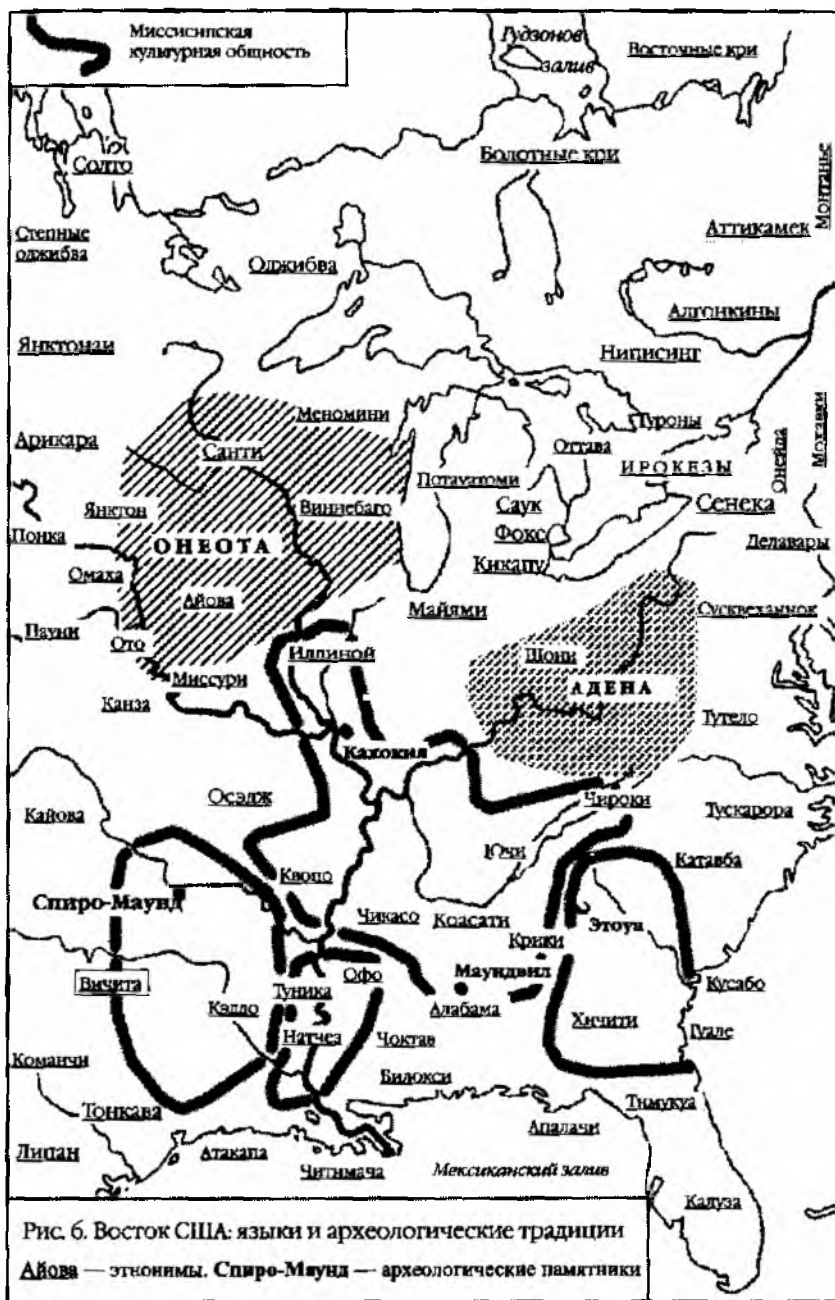 Миссисипская
культурная общность
Гудзонов
залив
Восточные кри
Солто
Болотные кри
Монтанье
Степные
оджибва
Аттикамек
Оджибва
Алгонкины
Янктонаи
Ниписинг
Меномини
Гуроны
Мохавки
Арикара
Санти
Оттава
ИРОКЕЗЫ
Онейда
Потауатоми
Янктон
Виннебаго
Саук
Сенека
Понка
ОНЕОТА
Фокс
Делавары
Омаха
Кикапу
Айова
Майями
Сусквеханнок
Пауни
Ото
Иллиной
Шони
Миссури
АДЕНА
Канза
Тутело
Кахокия
Осэдж
Чироки
Кайова
Тускарора
Ючи
Катавба
Квопо
Спиро-Маунд
Чикасо
Коасати
Этоуа
Крики
Офо
Маундвил
Вичита
Туника
Кусабо
Кэддо
Алабама
Хичити
Натчез
Чоктав
Гуале
Команчи
Билокси
Тонкава
Тимукуа
Апалачи
Липан
Атакапа
Читимача
Мексиканский залив
Калуза
Рис. 6. Восток США: языки и археологические традиции
Айова — этнонимы. Спиро-Маунд — археологические памятники